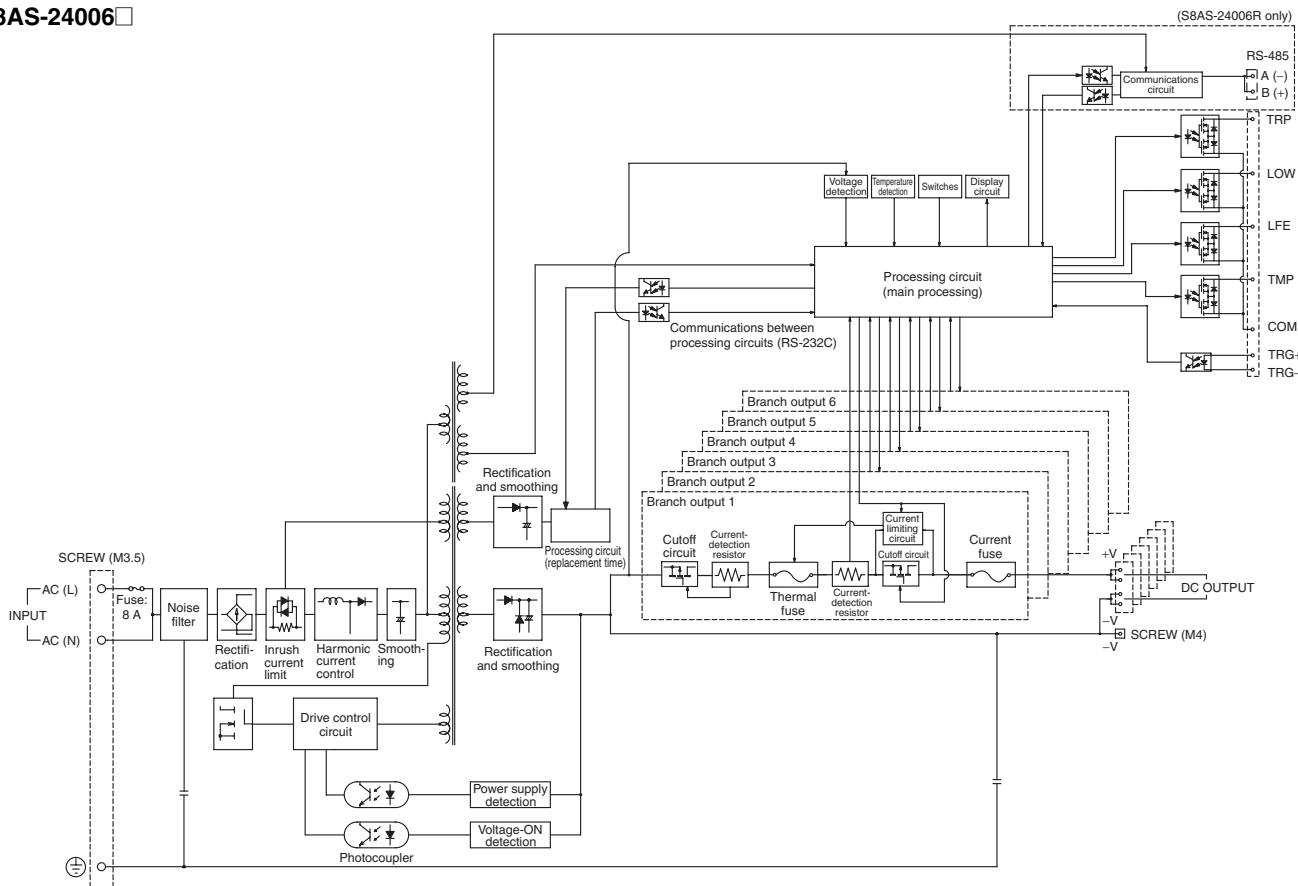 8AS-24006□
(S8AS-24006R only)
RS-485
A (−)
B (+)
Communications
circuit
TRP
LOW
LFE
TMP
COM
TRG+
TRG-
Voltage
detection
Temperature
detection
Switches
Display
circuit
Processing circuit
(main processing)
Communications between
processing circuits (RS-232C)
Branch output 6
Branch output 5
Branch output 4
Branch output 3
Branch output 2
Branch output 1
Rectification
and smoothing
Processing circuit
(replacement time)
Cutoff
circuit
Current-
detection
resistor
Thermal
fuse
Current
limiting
circuit
Current-
detection
resistor
Cutoff circuit
Current
fuse
+V
−V
DC OUTPUT
SCREW (M4)
−V
SCREW (M3.5)
INPUT
AC (L)
AC (N)
Fuse:
8 A
Noise
filter
Rectifi-
cation
Inrush
current
limit
Harmonic
current
control
Smooth-
ing
Rectification
and smoothing
Drive control
circuit
Power supply
detection
Voltage-ON
detection
Photocoupler